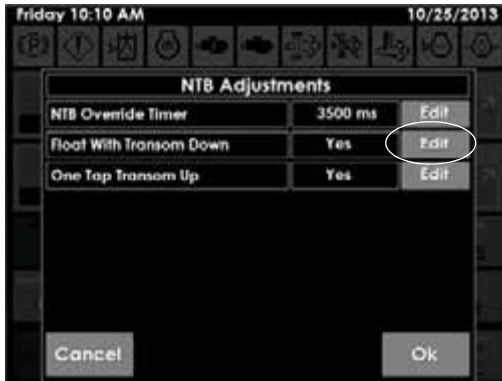 Friday 10:10 AM 10/25/2013
(P)
NTB Adjustments
NTB Override Timer 3500 ms Edit
Float With Transom Down Yes Edit
One Tap Transom Up Yes Edit
Cancel Ok